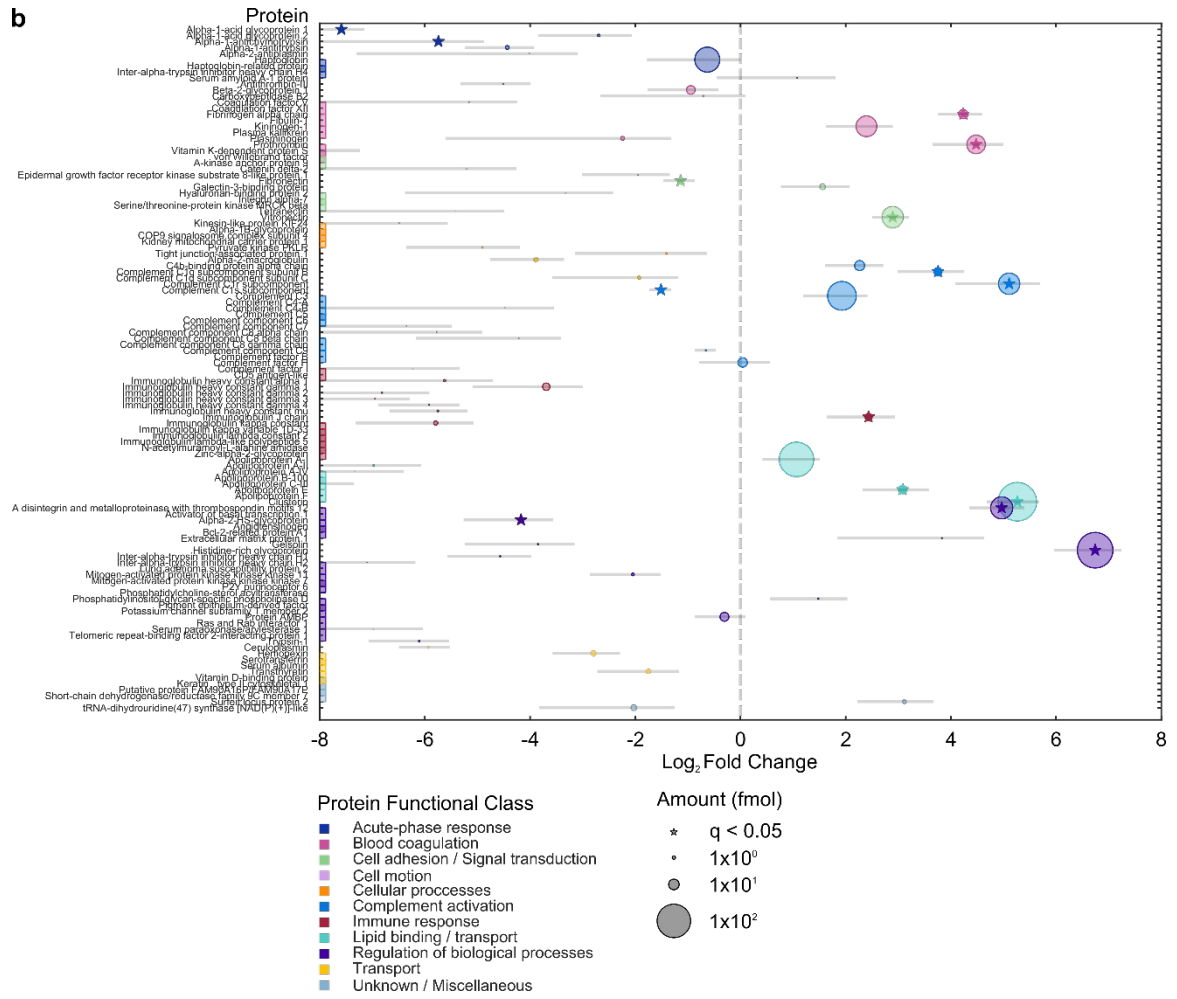 b
Protein
Alpha-1-acid glycoprotein 1
Alpha-1-acid glycoprotein 2
Alpha-1-antichymotrypsin
Alpha-1-antitrypsin
Alpha-2-antiplasmin
Haptoglobin
Haptoglobin-related protein
Inter-alpha-trypsin inhibitor heavy chain H4
Serum amyloid A-1 protein
Antithrombin-III
Beta-2-glycoprotein 1
Carboxypeptidase B2
Coagulation factor V
Coagulation factor XII
Fibrinogen alpha chain
Fibulin-1
Kininogen-1
Plasma kallikrein
Plasminogen
Prothrombin
Vitamin K-dependent protein S
von Willebrand factor
A-kinase anchor protein 9
Catenin delta-2
Epidermal growth factor receptor kinase substrate 8-like protein 1
Fibronectin
Galectin-3-binding protein
Hyaluronan-binding protein 2
Integrin alpha-7
Serine/threonine-protein kinase MRCK beta
Tetranectin
Vitronectin
Kinesin-like protein KIF24
Alpha-1B-glycoprotein
COP9 signalosome complex subunit 4
Kidney mitochondrial carrier protein 1
Pyruvate kinase PKLR
Tight junction-associated protein 1
Alpha-2-macroglobulin
C4b-binding protein alpha chain
Complement C1q subcomponent subunit B
Complement C1q subcomponent subunit C
Complement C1r subcomponent
Complement C1s subcomponent
Complement C3
Complement C4-A
Complement C4-B
Complement C5
Complement component C6
Complement component C7
Complement component C8 alpha chain
Complement component C8 beta chain
Complement component C8 gamma chain
Complement component C9
Complement factor B
Complement factor H
Complement factor I
CD5 antigen-like
Immunoglobulin heavy constant alpha 1
Immunoglobulin heavy constant gamma 1
Immunoglobulin heavy constant gamma 2
Immunoglobulin heavy constant gamma 3
Immunoglobulin heavy constant gamma 4
Immunoglobulin heavy constant mu
Immunoglobulin J chain
Immunoglobulin kappa constant
Immunoglobulin kappa variable 1D-33
Immunoglobulin lambda constant 2
Immunoglobulin lambda-like polypeptide 5
N-acetylmuramoyl-L-alanine amidase
Zinc-alpha-2-glycoprotein
Apolipoprotein A-I
Apolipoprotein A-II
Apolipoprotein A-IV
Apolipoprotein B-100
Apolipoprotein C-III
Apolipoprotein E
Apolipoprotein F
Clusterin
A disintegrin and metalloproteinase with thrombospondin motifs 12
Activator of basal transcription 1
Alpha-2-HS-glycoprotein
Angiotensinogen
Bcl-2-related protein A1
Extracellular matrix protein 1
Gelsolin
Histidine-rich glycoprotein
Inter-alpha-trypsin inhibitor heavy chain H1
Inter-alpha-trypsin inhibitor heavy chain H2
Lung adenoma susceptibility protein 2
Mitogen-activated protein kinase kinase kinase 11
Mitogen-activated protein kinase kinase kinase 7
P2Y purinoceptor 6
Phosphatidylcholine-sterol acyltransferase
Phosphatidylinositol-glycan-specific phospholipase D
Pigment epithelium-derived factor
Potassium channel subfamily T member 2
Protein AMBP
Ras and Rab interactor 1
Serum paraoxonase/arylesterase 1
Telomeric repeat-binding factor 2-interacting protein 1
Trypsin-1
Ceruloplasmin
Hemopexin
Serotransferrin
Serum albumin
Transthyretin
Vitamin D-binding protein
Keratin, type II cytoskeletal 1
Putative protein FAM90A16P/FAM90A17P
Short-chain dehydrogenase/reductase family 9C member 7
Surfeit locus protein 2
tRNA-dihydrouridine(47) synthase [NAD(P)(+)]-like
-8 -6 -4 -2 0 2 4 6 8
Log2 Fold Change
Protein Functional Class
Acute-phase response
Blood coagulation
Cell adhesion / Signal transduction
Cell motion
Cellular proccesses
Complement activation
Immune response
Lipid binding / transport
Regulation of biological processes
Transport
Unknown / Miscellaneous
Amount (fmol)
q < 0.05
1x10⁰
1x10¹
1x10²